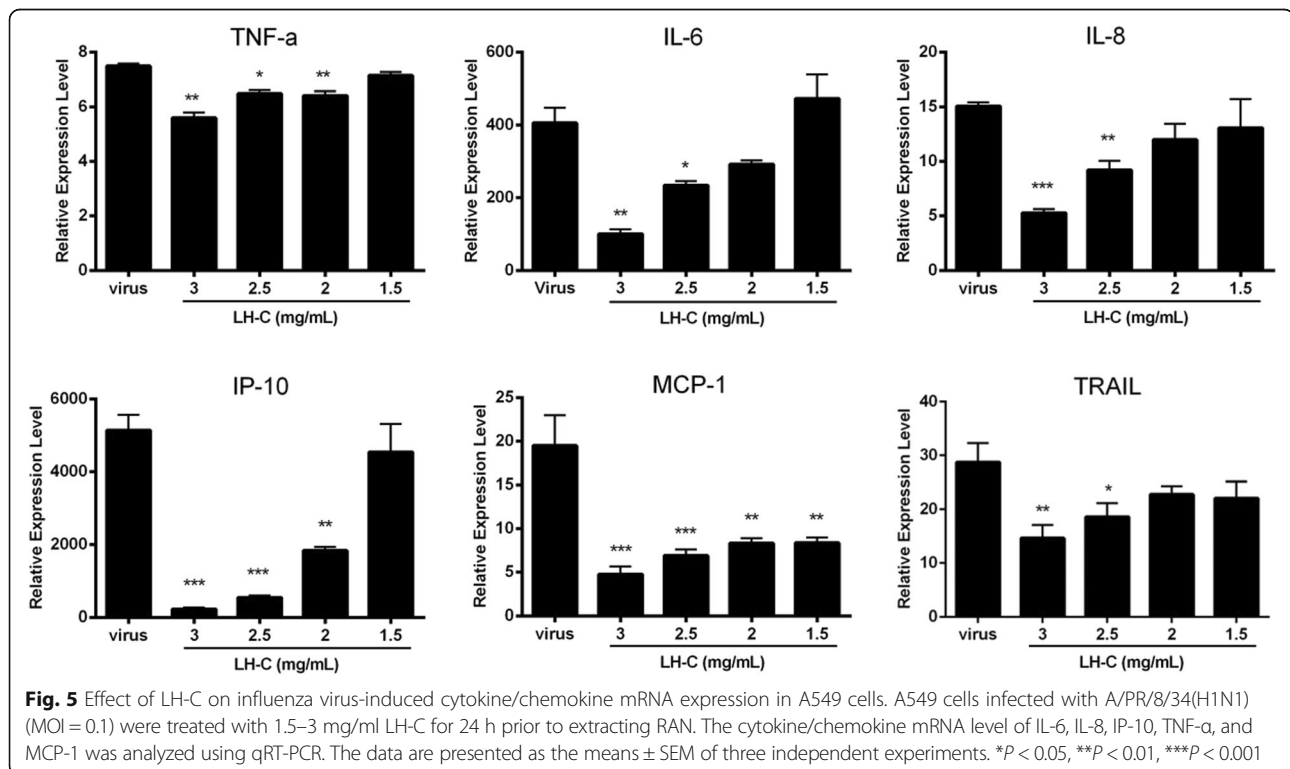 TNF-a
Relative Expression Level
8
6
4
2
0
**
*
**
virus 3 2.5 2 1.5
LH-C (mg/mL)
IL-6
Relative Expression Level
600
400
200
0
**
*
Virus 3 2.5 2 1.5
LH-C (mg/mL)
IL-8
Relative Expression Level
20
15
10
5
0
***
**
virus 3 2.5 2 1.5
LH-C (mg/mL)
IP-10
Relative Expression Level
6000
4000
2000
0
***
***
**
virus 3 2.5 2 1.5
LH-C (mg/mL)
MCP-1
Relative Expression Level
25
20
15
10
5
0
***
***
**
**
virus 3 2.5 2 1.5
LH-C (mg/mL)
TRAIL
Relative Expression Level
40
30
20
10
0
**
*
virus 3 2.5 2 1.5
LH-C (mg/mL)
Fig. 5 Effect of LH-C on influenza virus-induced cytokine/chemokine mRNA expression in A549 cells. A549 cells infected with A/PR/8/34(H1N1)
(MOI = 0.1) were treated with 1.5–3 mg/ml LH-C for 24 h prior to extracting RAN. The cytokine/chemokine mRNA level of IL-6, IL-8, IP-10, TNF-α, and
MCP-1 was analyzed using qRT-PCR. The data are presented as the means ± SEM of three independent experiments. *P < 0.05, **P < 0.01, ***P < 0.001